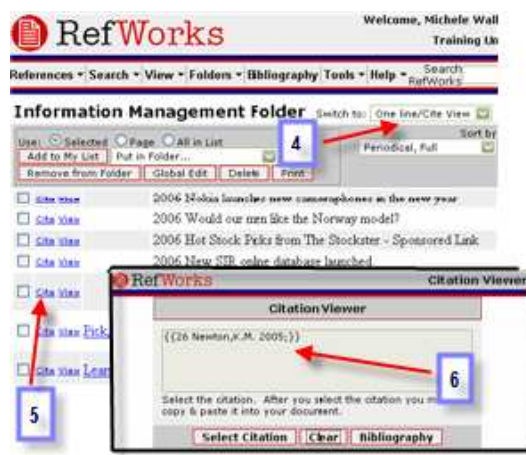 RefWorks
Welcome, Michele Wall
Training Un
References Search View Folders Bibliography Tools Help Search RefWorks
Information Management Folder Switch to: One line/Cite View
4
Use: Selected Page All in List
Sort by
Add to My List Put in Folder...
Periodical, Full
Remove from Folder Global Edit Delete Print
Cite View 2006 Nokia launches new cameraphones in the new year
Cite View 2006 Would our men like the Norway model?
Cite View 2006 Hot Stock Picks from The Stockster - Sponsored Link
Cite View 2006 New SIR online database launched
Cite View
Cite View Pick,
Cite View Lear
5
RefWorks Citation Viewer
Citation Viewer
{{26 Newton,K.M. 2005;}}
6
Select the citation. After you select the citation you m
copy & paste it into your document.
Select Citation Clear Bibliography